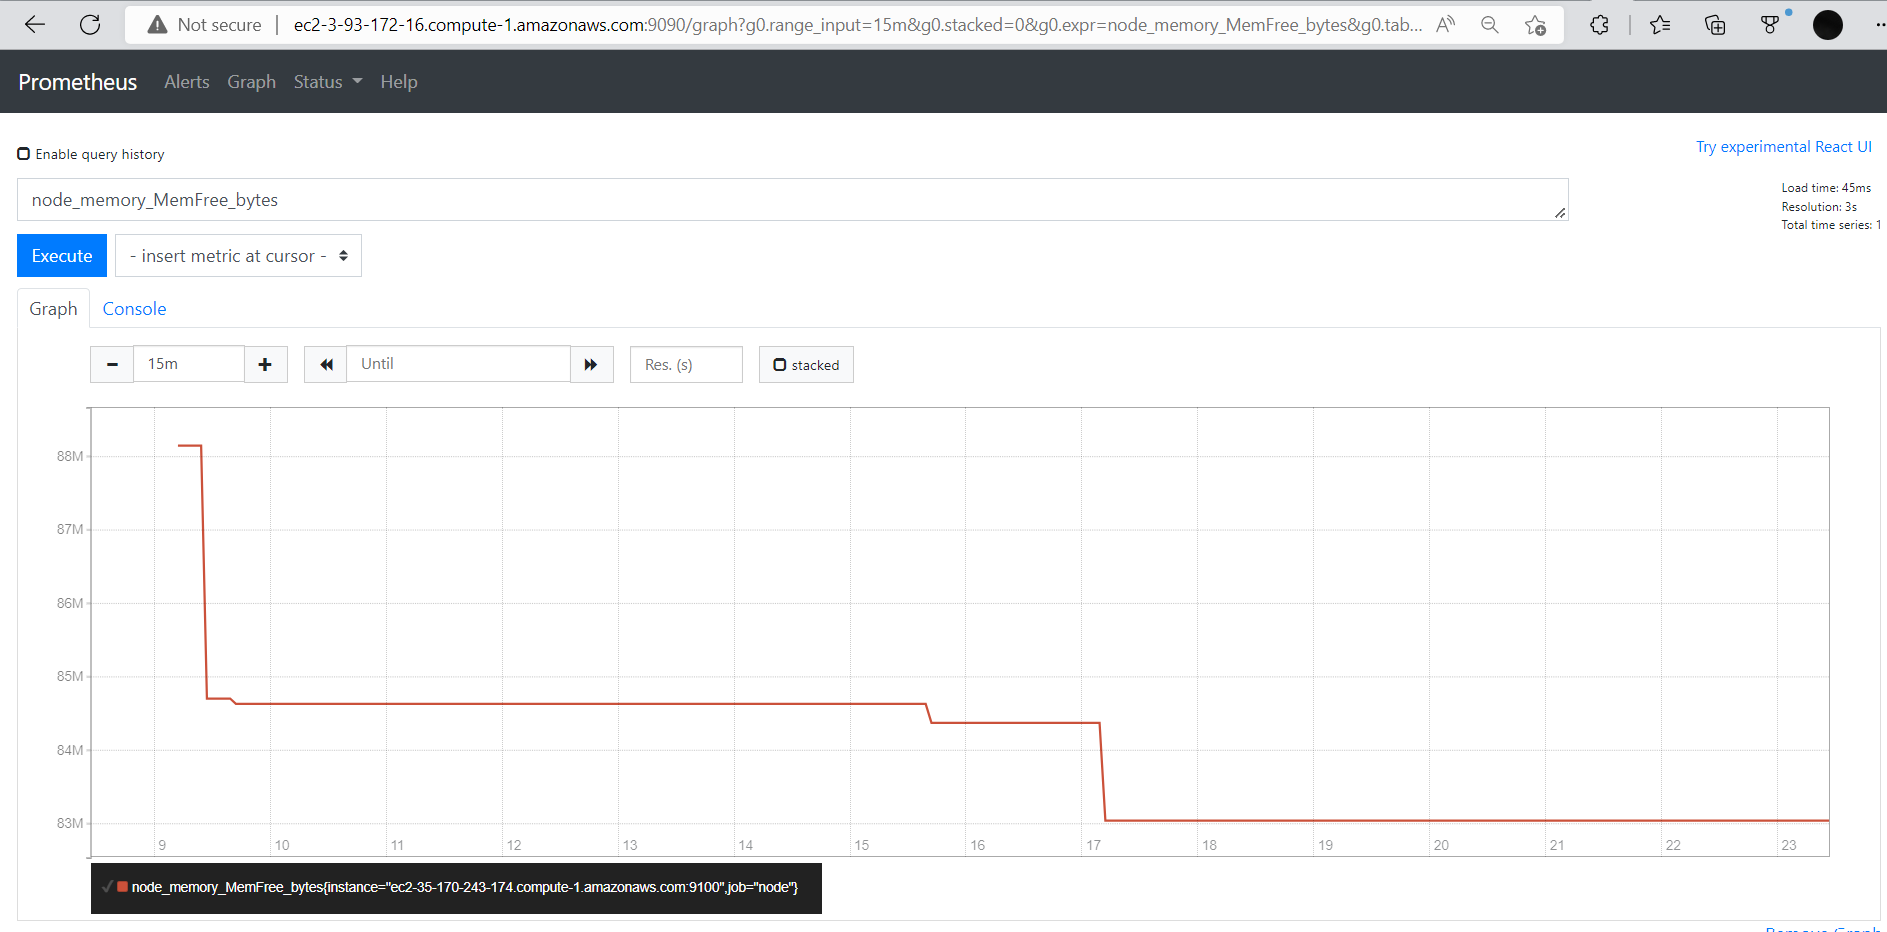 Not secure
ec2-3-93-172-16.compute-1.amazonaws.com:9090/graph?g0.range_input=15m&g0.stacked=0&g0.expr=node_memory_MemFree_bytes&g0.tab...
Prometheus Alerts Graph Status Help
Enable query history
Try experimental React UI
node_memory_MemFree_bytes
Load time: 45ms
Resolution: 3s
Total time series: 1
Execute
- insert metric at cursor -
Graph Console
15m
Until
Res. (s)
stacked
88M
87M
86M
85M
84M
83M
9 10 11 12 13 14 15 16 17 18 19 20 21 22 23
node_memory_MemFree_bytes{instance="ec2-35-170-243-174.compute-1.amazonaws.com:9100",job="node"}
Remove Graph